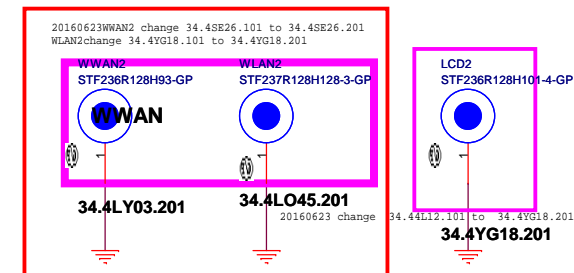 20160623WWAN2 change 34.4SE26.101 to 34.4SE26.201
WLAN2change 34.4YG18.101 to 34.4YG18.201
WWAN2
STF236R128H93-GP
WLAN2
STF237R128H128-3-GP
LCD2
STF236R128H101-4-GP
WWAN
1
1
1
34.4LY03.201
34.4LO45.201
20160623 change 34.44L12.101 to 34.4YG18.201
34.4YG18.201